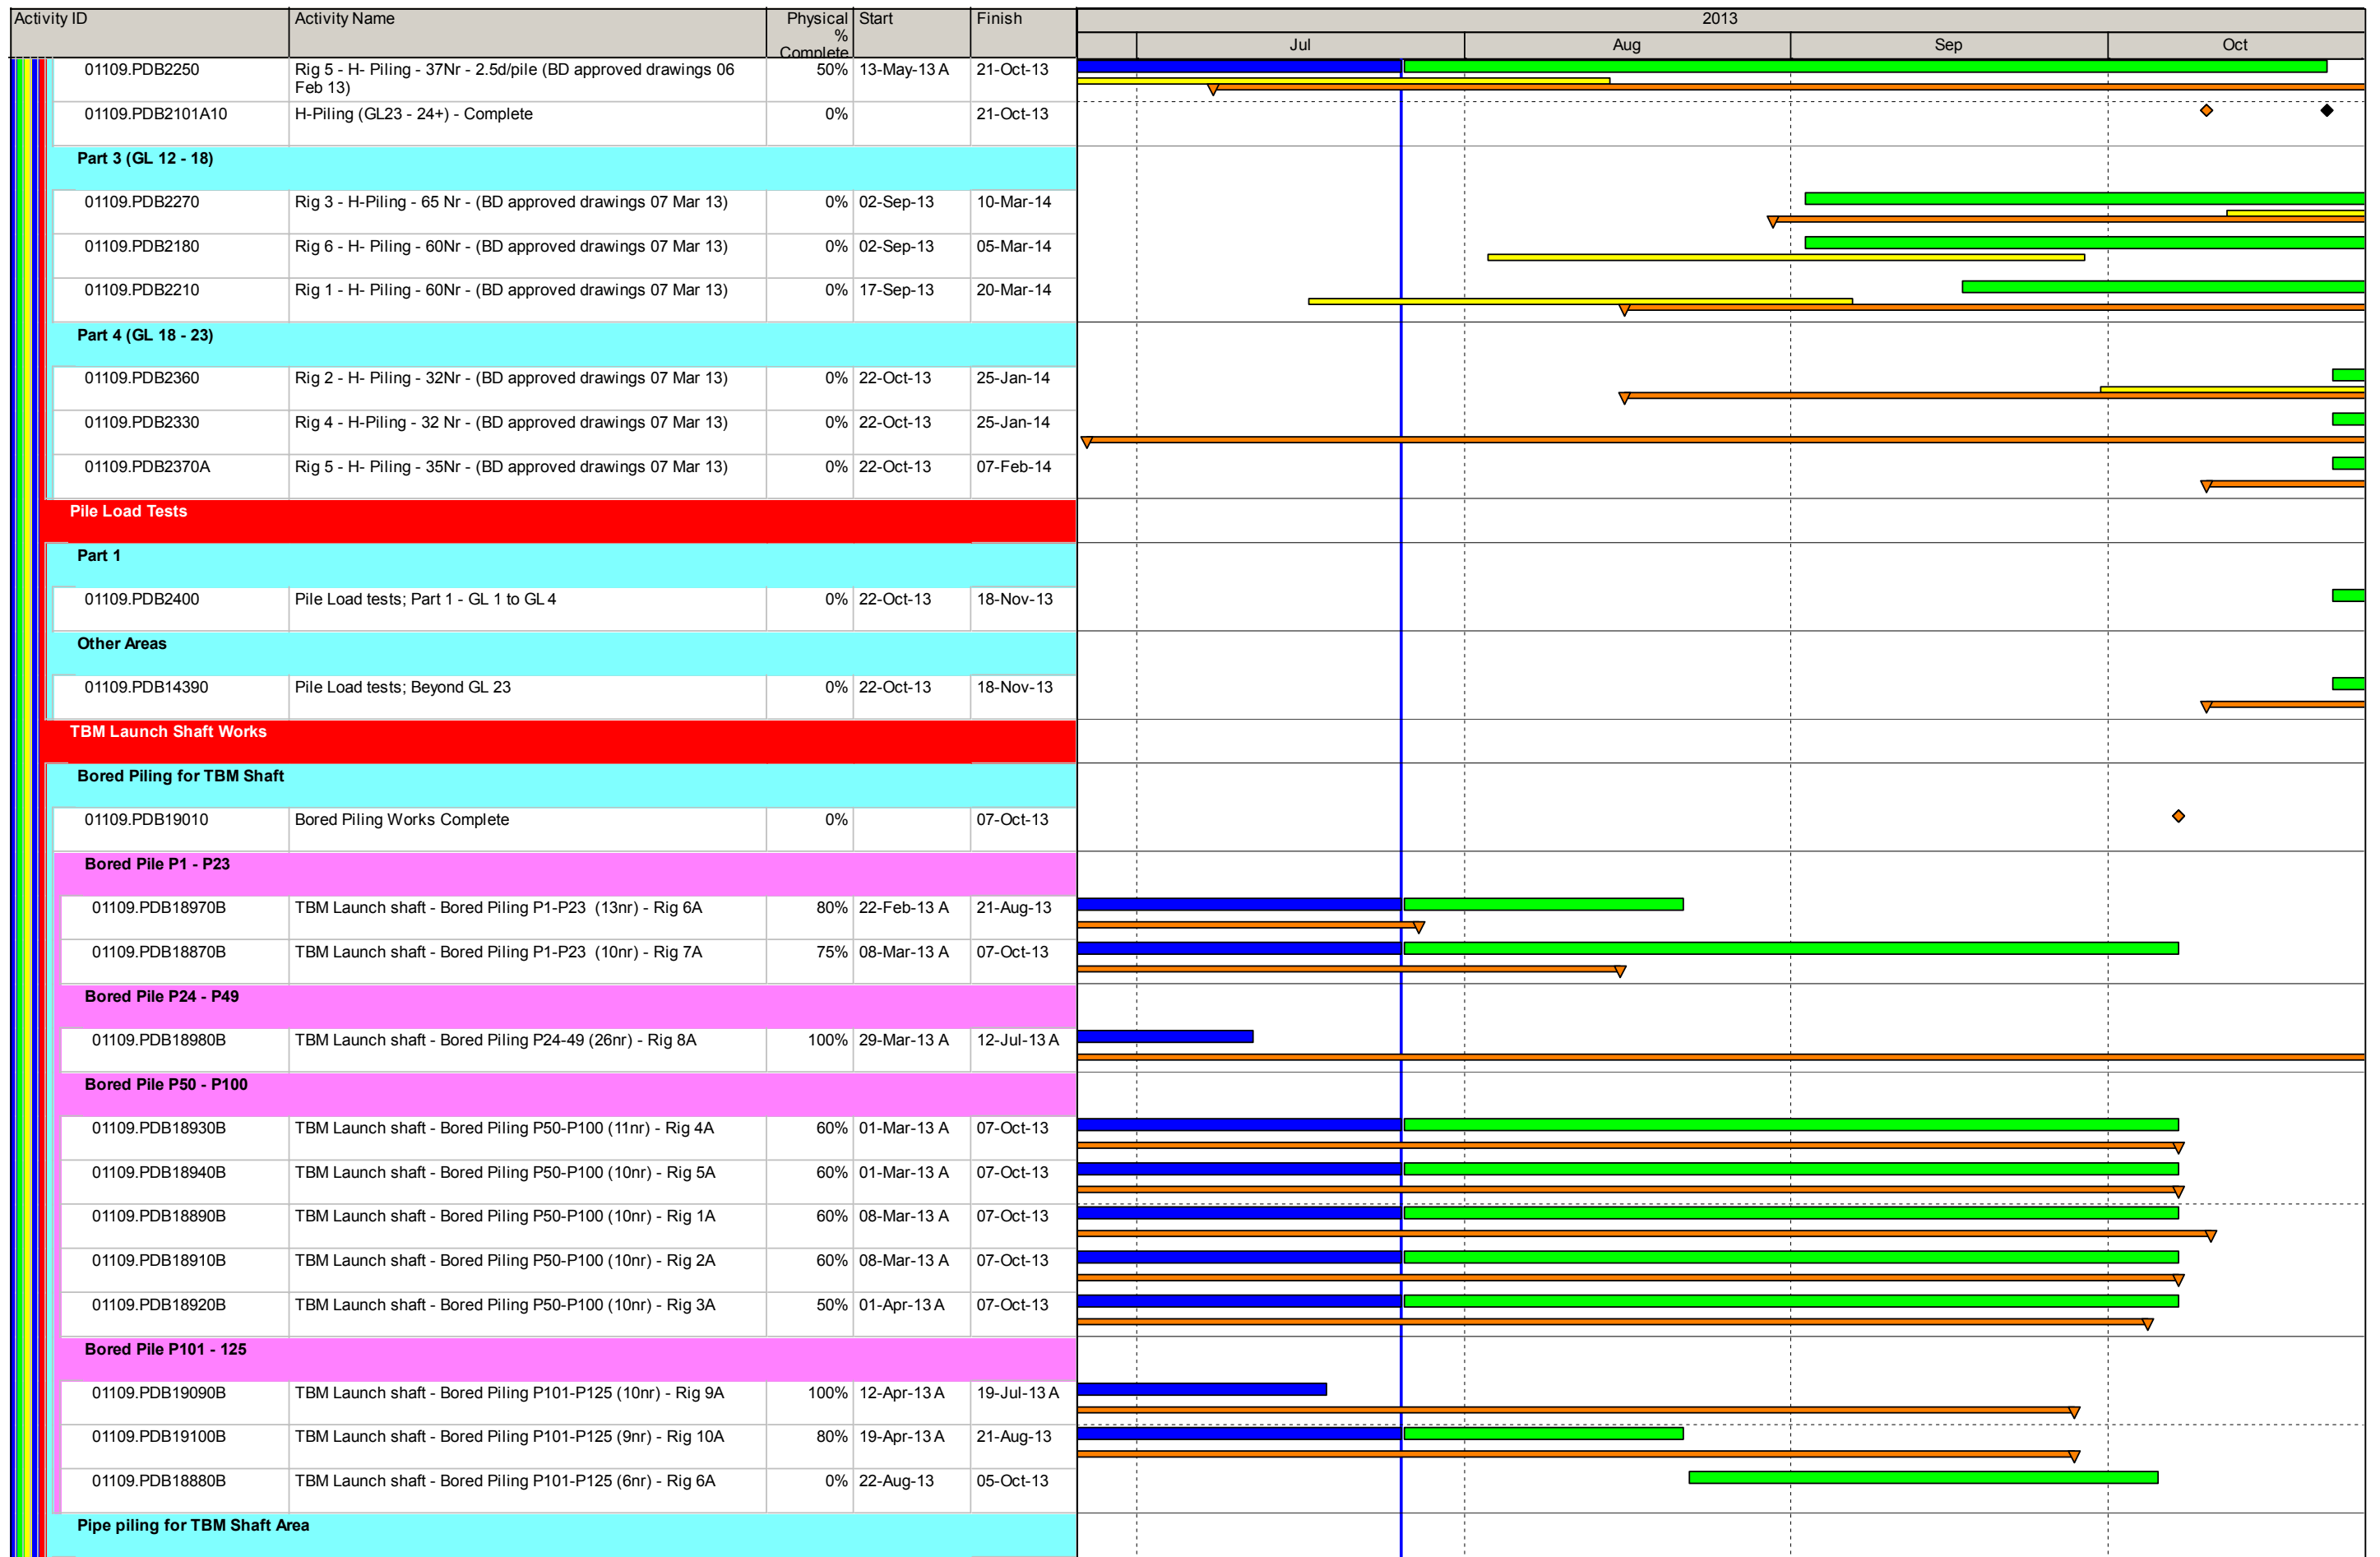 Activity ID Activity Name Physical % Complete Start Finish 2013
Jul Aug Sep Oct
01109.PDB2250 Rig 5 - H- Piling - 37Nr - 2.5d/pile (BD approved drawings 06 Feb 13) 50% 13-May-13 A 21-Oct-13
01109.PDB2101A10 H-Piling (GL23 - 24+) - Complete 0% 21-Oct-13
Part 3 (GL 12 - 18)
01109.PDB2270 Rig 3 - H-Piling - 65 Nr - (BD approved drawings 07 Mar 13) 0% 02-Sep-13 10-Mar-14
01109.PDB2180 Rig 6 - H- Piling - 60Nr - (BD approved drawings 07 Mar 13) 0% 02-Sep-13 05-Mar-14
01109.PDB2210 Rig 1 - H- Piling - 60Nr - (BD approved drawings 07 Mar 13) 0% 17-Sep-13 20-Mar-14
Part 4 (GL 18 - 23)
01109.PDB2360 Rig 2 - H- Piling - 32Nr - (BD approved drawings 07 Mar 13) 0% 22-Oct-13 25-Jan-14
01109.PDB2330 Rig 4 - H-Piling - 32 Nr - (BD approved drawings 07 Mar 13) 0% 22-Oct-13 25-Jan-14
01109.PDB2370A Rig 5 - H- Piling - 35Nr - (BD approved drawings 07 Mar 13) 0% 22-Oct-13 07-Feb-14
Pile Load Tests
Part 1
01109.PDB2400 Pile Load tests; Part 1 - GL 1 to GL 4 0% 22-Oct-13 18-Nov-13
Other Areas
01109.PDB14390 Pile Load tests; Beyond GL 23 0% 22-Oct-13 18-Nov-13
TBM Launch Shaft Works
Bored Piling for TBM Shaft
01109.PDB19010 Bored Piling Works Complete 0% 07-Oct-13
Bored Pile P1 - P23
01109.PDB18970B TBM Launch shaft - Bored Piling P1-P23 (13nr) - Rig 6A 80% 22-Feb-13 A 21-Aug-13
01109.PDB18870B TBM Launch shaft - Bored Piling P1-P23 (10nr) - Rig 7A 75% 08-Mar-13 A 07-Oct-13
Bored Pile P24 - P49
01109.PDB18980B TBM Launch shaft - Bored Piling P24-49 (26nr) - Rig 8A 100% 29-Mar-13 A 12-Jul-13 A
Bored Pile P50 - P100
01109.PDB18930B TBM Launch shaft - Bored Piling P50-P100 (11nr) - Rig 4A 60% 01-Mar-13 A 07-Oct-13
01109.PDB18940B TBM Launch shaft - Bored Piling P50-P100 (10nr) - Rig 5A 60% 01-Mar-13 A 07-Oct-13
01109.PDB18890B TBM Launch shaft - Bored Piling P50-P100 (10nr) - Rig 1A 60% 08-Mar-13 A 07-Oct-13
01109.PDB18910B TBM Launch shaft - Bored Piling P50-P100 (10nr) - Rig 2A 60% 08-Mar-13 A 07-Oct-13
01109.PDB18920B TBM Launch shaft - Bored Piling P50-P100 (10nr) - Rig 3A 50% 01-Apr-13 A 07-Oct-13
Bored Pile P101 - 125
01109.PDB19090B TBM Launch shaft - Bored Piling P101-P125 (10nr) - Rig 9A 100% 12-Apr-13 A 19-Jul-13 A
01109.PDB19100B TBM Launch shaft - Bored Piling P101-P125 (9nr) - Rig 10A 80% 19-Apr-13 A 21-Aug-13
01109.PDB18880B TBM Launch shaft - Bored Piling P101-P125 (6nr) - Rig 6A 0% 22-Aug-13 05-Oct-13
Pipe piling for TBM Shaft Area